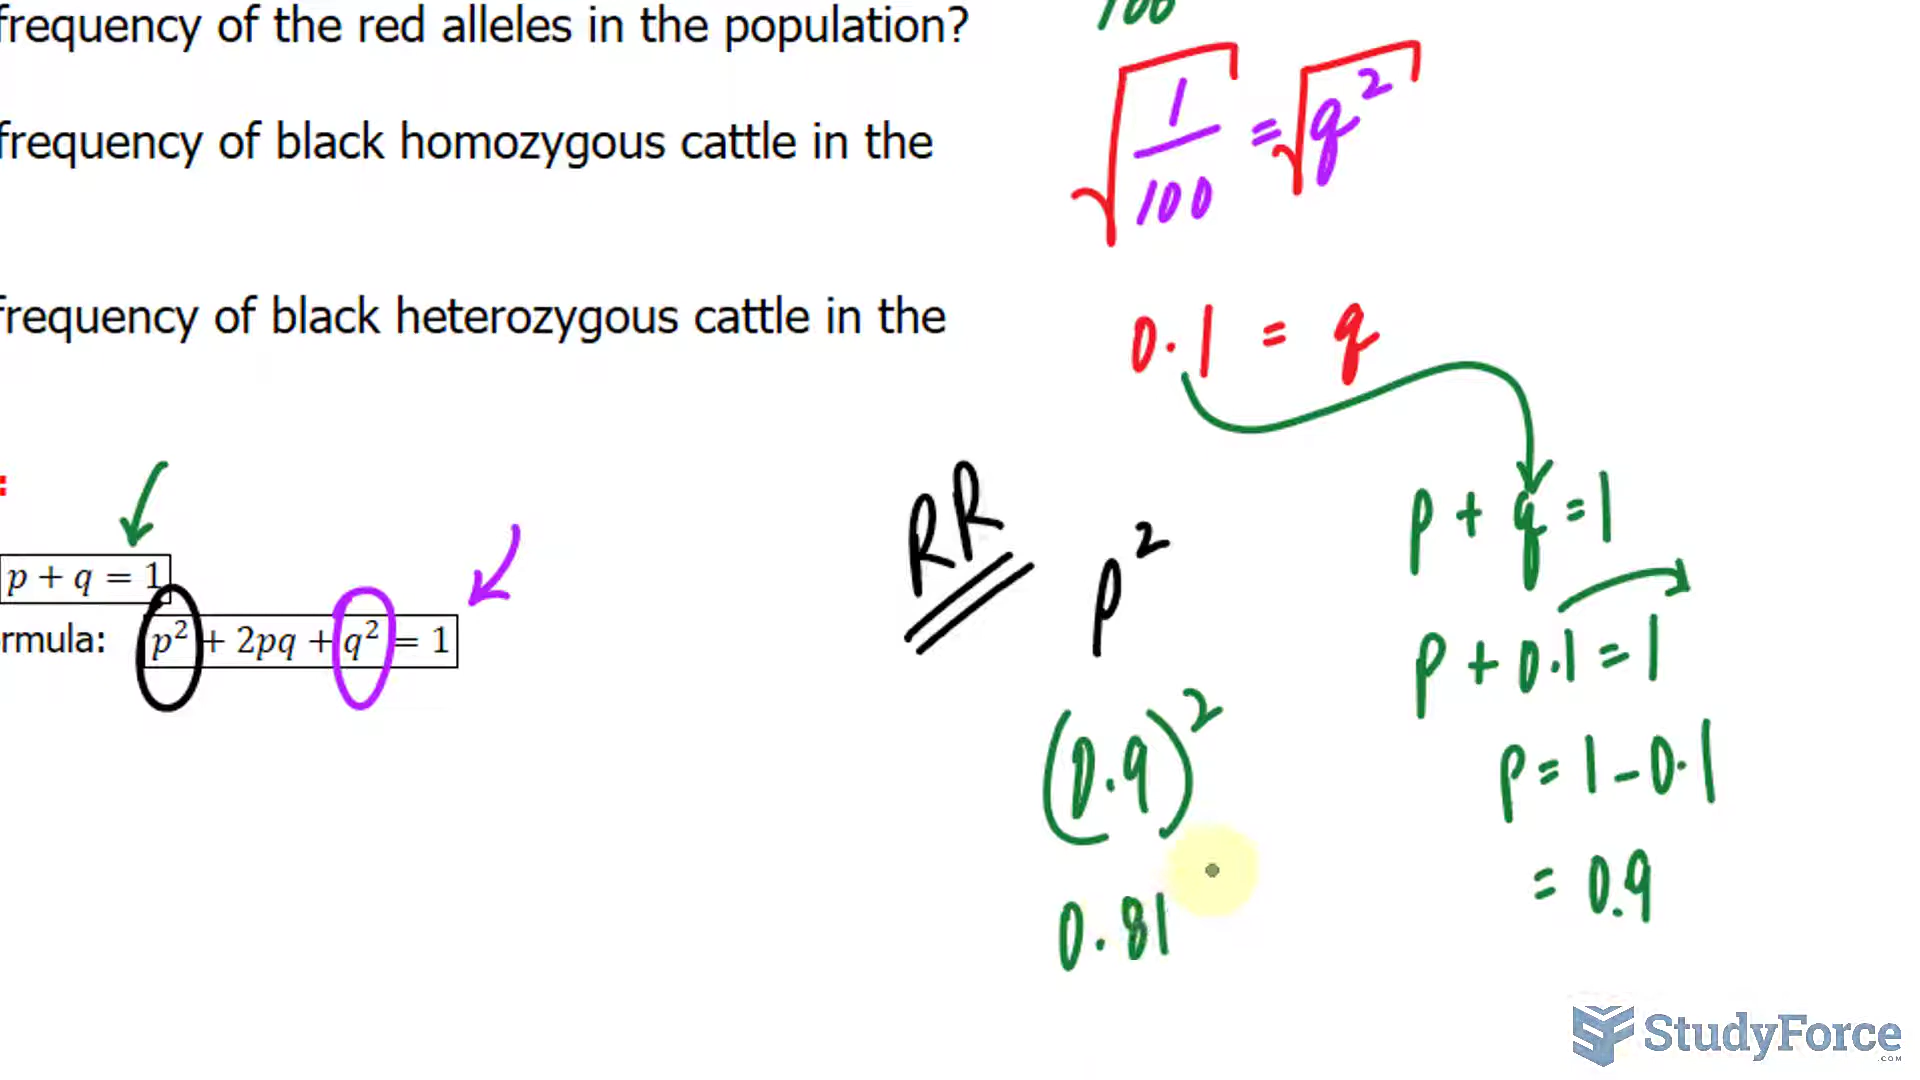 frequency of the red alleles in the population?
100
√1/100 = √q²
frequency of black homozygous cattle in the
frequency of black heterozygous cattle in the
0.1 = q
:
RR
p²
p + q = 1
p + q = 1
rmula: p² + 2pq + q² = 1
p + 0.1 = 1
(0.9)²
p = 1 - 0.1
= 0.9
0.81
StudyForce
.COM